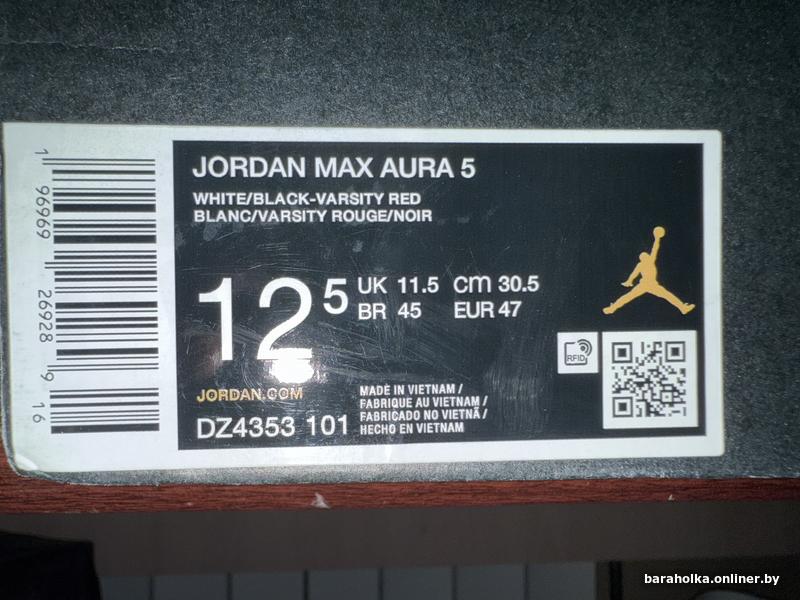 JORDAN MAX AURA 5
WHITE/BLACK-VARSITY RED
BLANC/VARSITY ROUGE/NOIR
12 5
UK 11.5 cm 30.5
BR 45 EUR 47
RFID
JORDAN.COM
DZ4353 101
MADE IN VIETNAM /
FABRIQUE AU VIETNAM /
FABRICADO NO VIETNÃ /
HECHO EN VIETNAM
1 96969 26928 9 16
baraholka.onliner.by